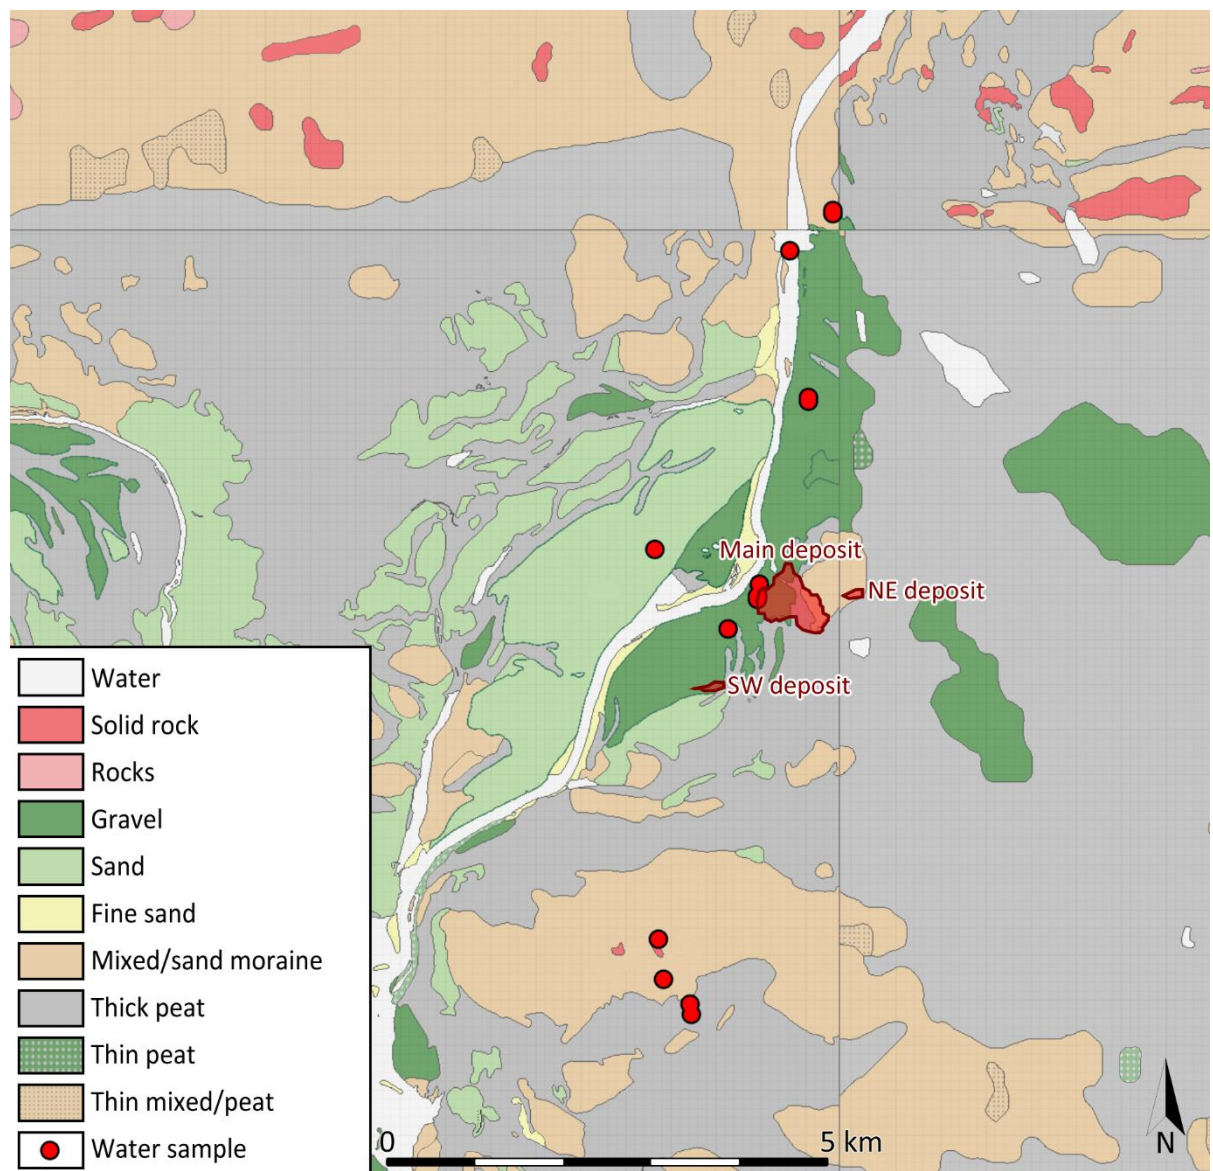 Main deposit
NE deposit
SW deposit
Water
Solid rock
Rocks
Gravel
Sand
Fine sand
Mixed/sand moraine
Thick peat
Thin peat
Thin mixed/peat
Water sample
0 5 km
N